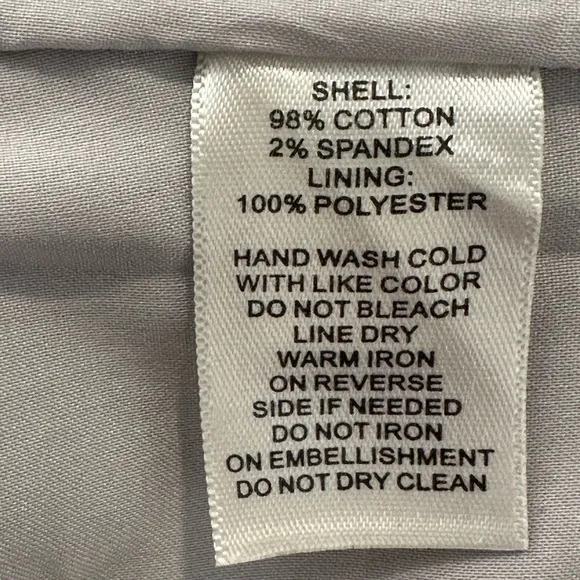 SHELL:
98% COTTON
2% SPANDEX
LINING:
100% POLYESTER
HAND WASH COLD
WITH LIKE COLOR
DO NOT BLEACH
LINE DRY
WARM IRON
ON REVERSE
SIDE IF NEEDED
DO NOT IRON
ON EMBELLISHMENT
DO NOT DRY CLEAN